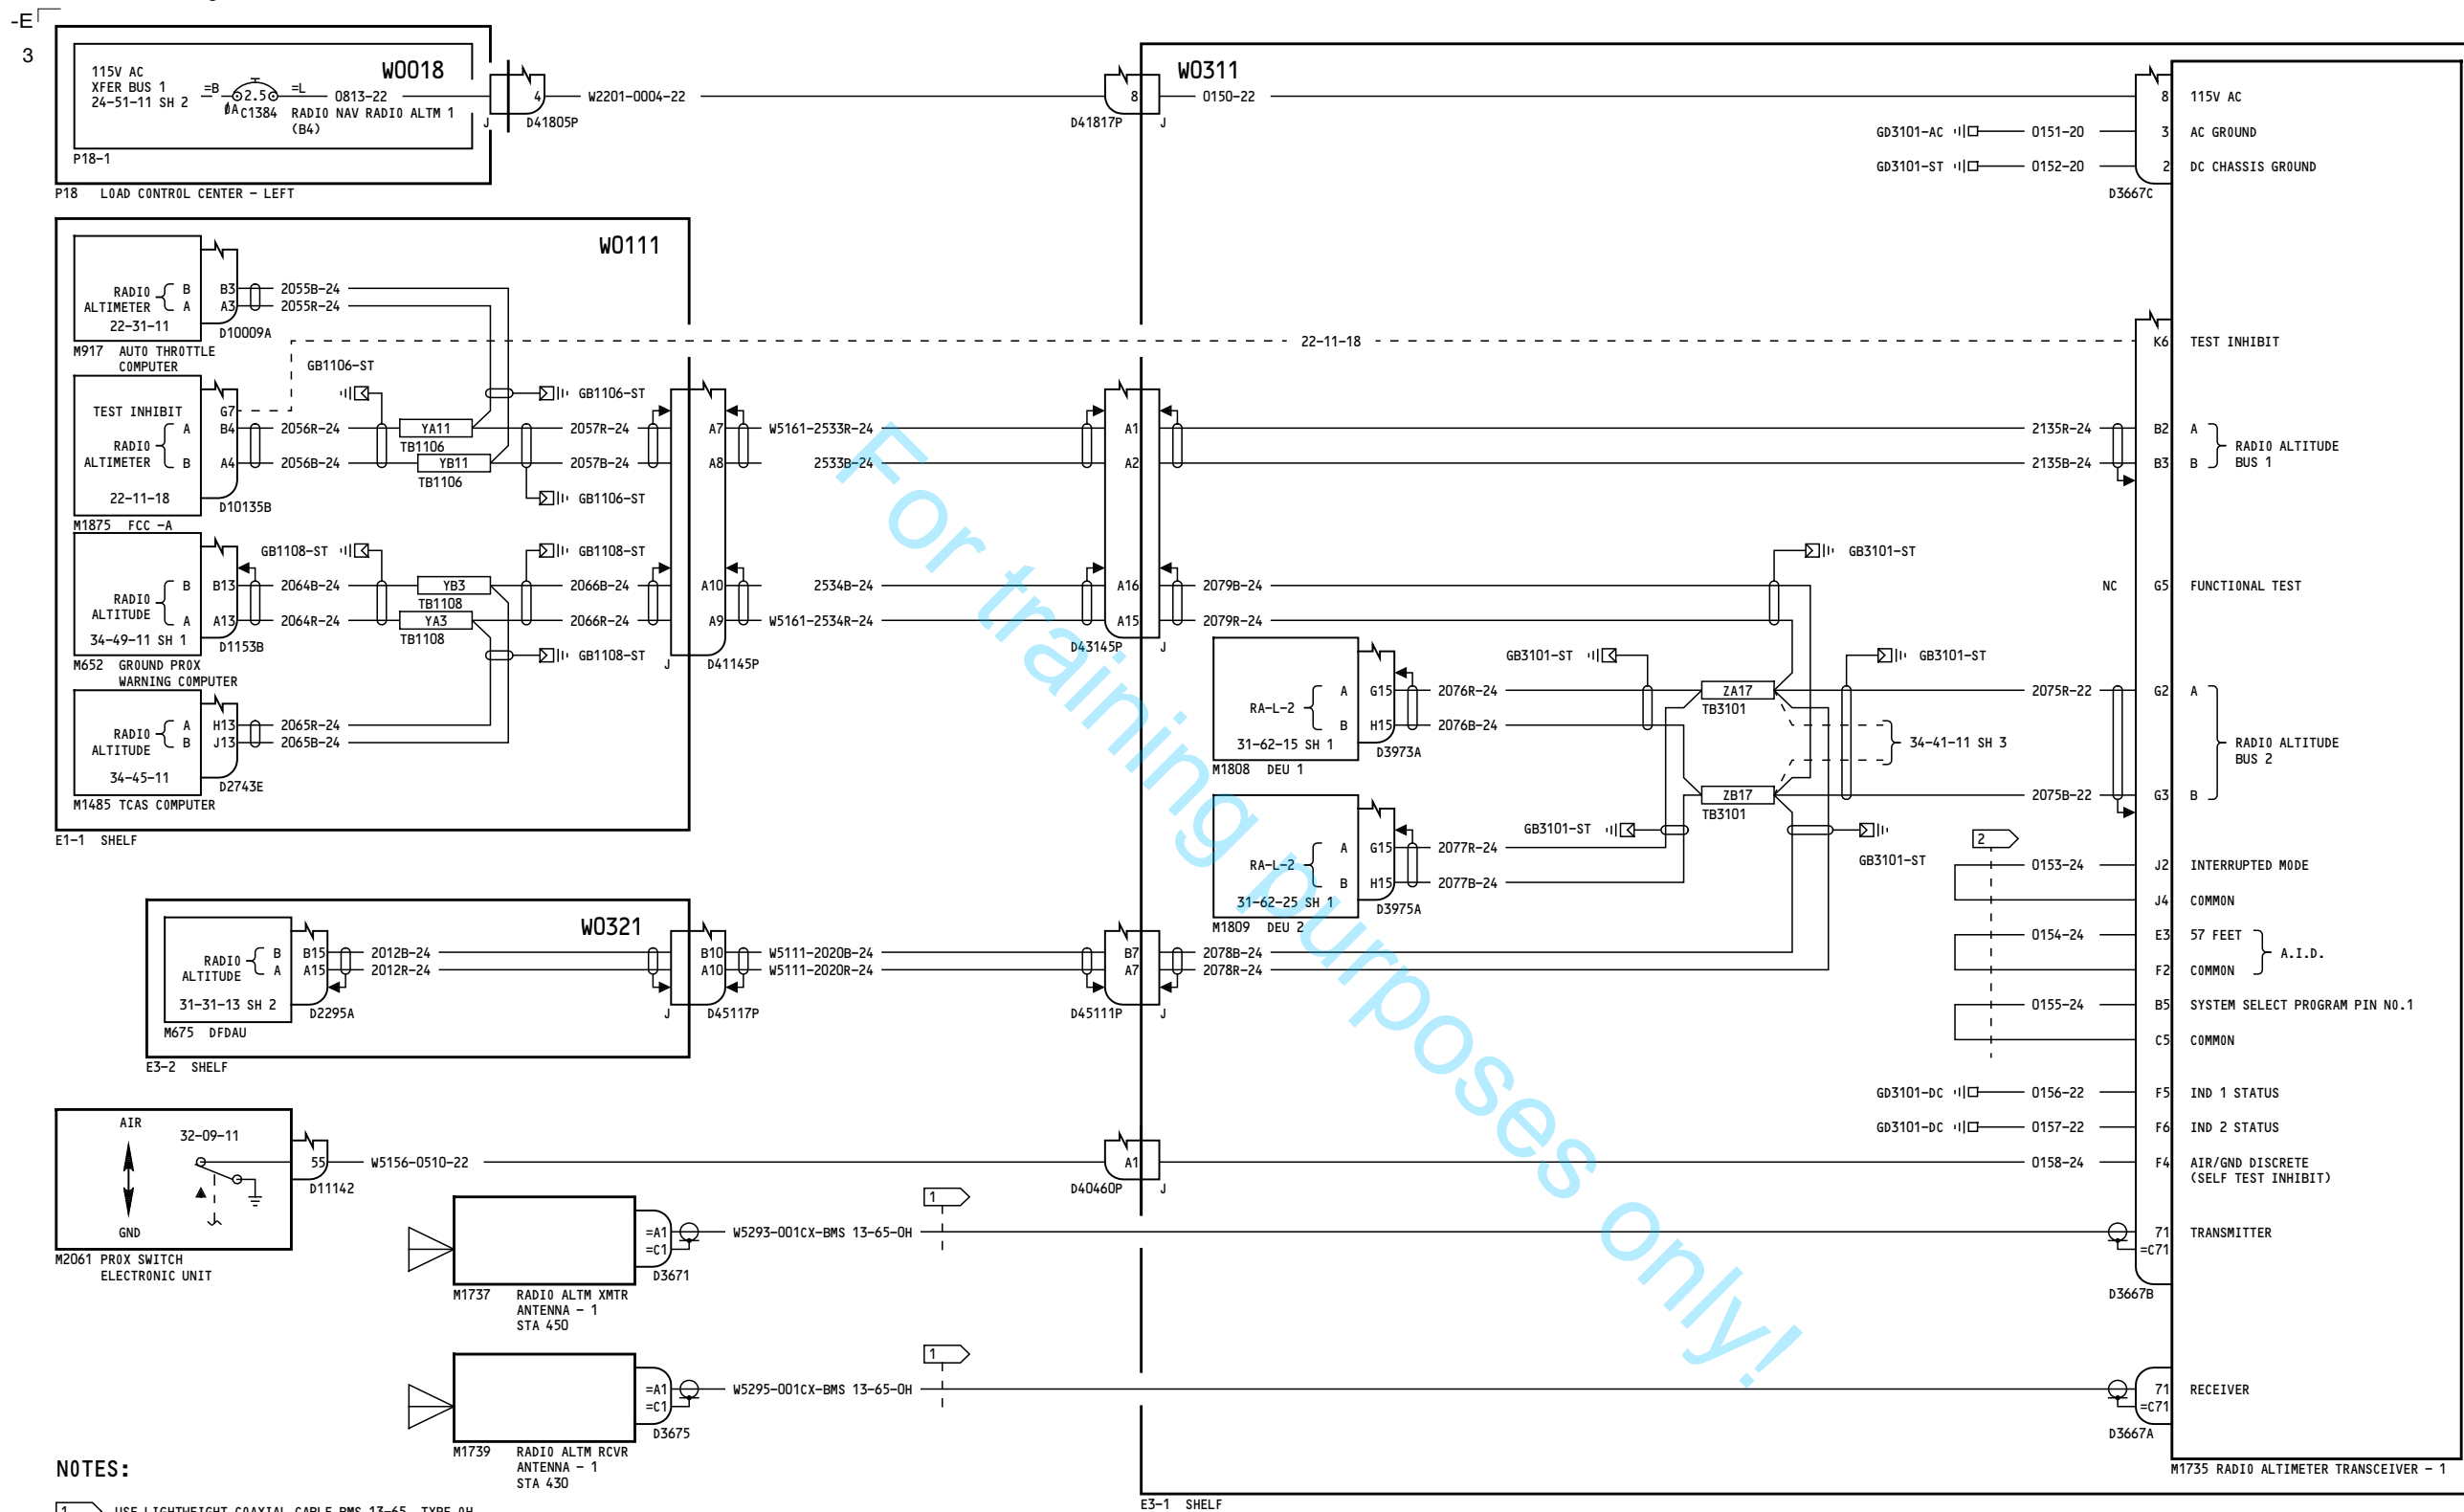 -E
3
115V AC
XFER BUS 1
24-51-11 SH 2
=B
2.5
=L
ØA
C1384
0813-22
RADIO NAV RADIO ALTM 1
(B4)
W0018
P18-1
P18 LOAD CONTROL CENTER - LEFT
J
4
D41805P
W2201-0004-22
8
D41817P
J
W0311
0150-22
8 115V AC
GD3101-AC 0151-20 3 AC GROUND
GD3101-ST 0152-20 2 DC CHASSIS GROUND
D3667C
W0111
RADIO
ALTIMETER
B B3 2055B-24
A A3 2055R-24
22-31-11
D10009A
M917 AUTO THROTTLE
COMPUTER
GB1106-ST
22-11-18
K6 TEST INHIBIT
TEST INHIBIT G7
GB1106-ST
RADIO
ALTIMETER
A B4 2056R-24 YA11 2057R-24 A7 W5161-2533R-24 A1 2135R-24 B2 A
TB1106
B A4 2056B-24 YB11 2057B-24 A8 2533B-24 A2 2135B-24 B3 B
TB1106
RADIO ALTITUDE
BUS 1
22-11-18
D10135B
GB1106-ST
M1875 FCC -A
GB1108-ST
GB1108-ST
GB3101-ST
RADIO
ALTITUDE
B B13 2064B-24 YB3 2066B-24 A10 2534B-24 A16 2079B-24
TB1108
NC G5 FUNCTIONAL TEST
A A13 2064R-24 YA3 2066R-24 A9 W5161-2534R-24 A15 2079R-24
TB1108
34-49-11 SH 1
D1153B
GB1108-ST
J
D41145P
D43145P
J
M652 GROUND PROX
WARNING COMPUTER
GB3101-ST
GB3101-ST
RA-L-2
A G15 2076R-24 ZA17 2075R-22 G2 A
TB3101
B H15 2076B-24
31-62-15 SH 1
D3973A
M1808 DEU 1
34-41-11 SH 3
RADIO ALTITUDE
BUS 2
RADIO
ALTITUDE
A H13 2065R-24
B J13 2065B-24
34-45-11
D2743E
M1485 TCAS COMPUTER
E1-1 SHELF
ZB17 2075B-22 G3 B
TB3101
GB3101-ST
GB3101-ST
RA-L-2
A G15 2077R-24
B H15 2077B-24
31-62-25 SH 1
D3975A
M1809 DEU 2
2
0153-24 J2 INTERRUPTED MODE
J4 COMMON
0154-24 E3 57 FEET
F2 COMMON
A.I.D.
0155-24 B5 SYSTEM SELECT PROGRAM PIN NO.1
C5 COMMON
W0321
RADIO
ALTITUDE
B B15 2012B-24 B10 W5111-2020B-24 B7 2078B-24
A A15 2012R-24 A10 W5111-2020R-24 A7 2078R-24
31-31-13 SH 2
D2295A
J
D45117P
D45111P
J
M675 DFDAU
E3-2 SHELF
GD3101-DC 0156-22 F5 IND 1 STATUS
GD3101-DC 0157-22 F6 IND 2 STATUS
AIR
32-09-11
GND
55 W5156-0510-22 A1 0158-24 F4 AIR/GND DISCRETE
(SELF TEST INHIBIT)
D11142
D40460P
J
M2061 PROX SWITCH
ELECTRONIC UNIT
1
=A1 W5293-001CX-BMS 13-65-0H 71 TRANSMITTER
=C1 =C71
D3671
D3667B
M1737 RADIO ALTM XMTR
ANTENNA - 1
STA 450
1
=A1 W5295-001CX-BMS 13-65-0H 71 RECEIVER
=C1 =C71
D3675
D3667A
M1739 RADIO ALTM RCVR
ANTENNA - 1
STA 430
M1735 RADIO ALTIMETER TRANSCEIVER - 1
E3-1 SHELF
NOTES:
1 USE LIGHTWEIGHT COAXIAL CABLE BMS 13-65, TYPE 0H
For training purposes only!